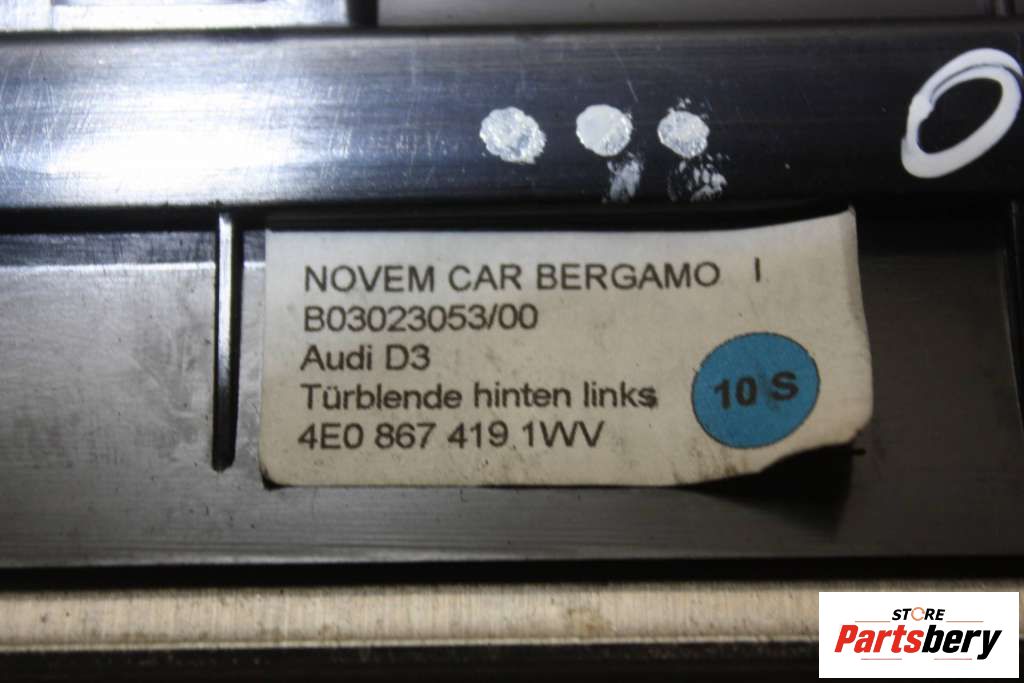 NOVEM CAR BERGAMO I
B03023053/00
Audi D3
Türblende hinten links
4E0 867 419 1WV
10 S
STORE
Partsbery